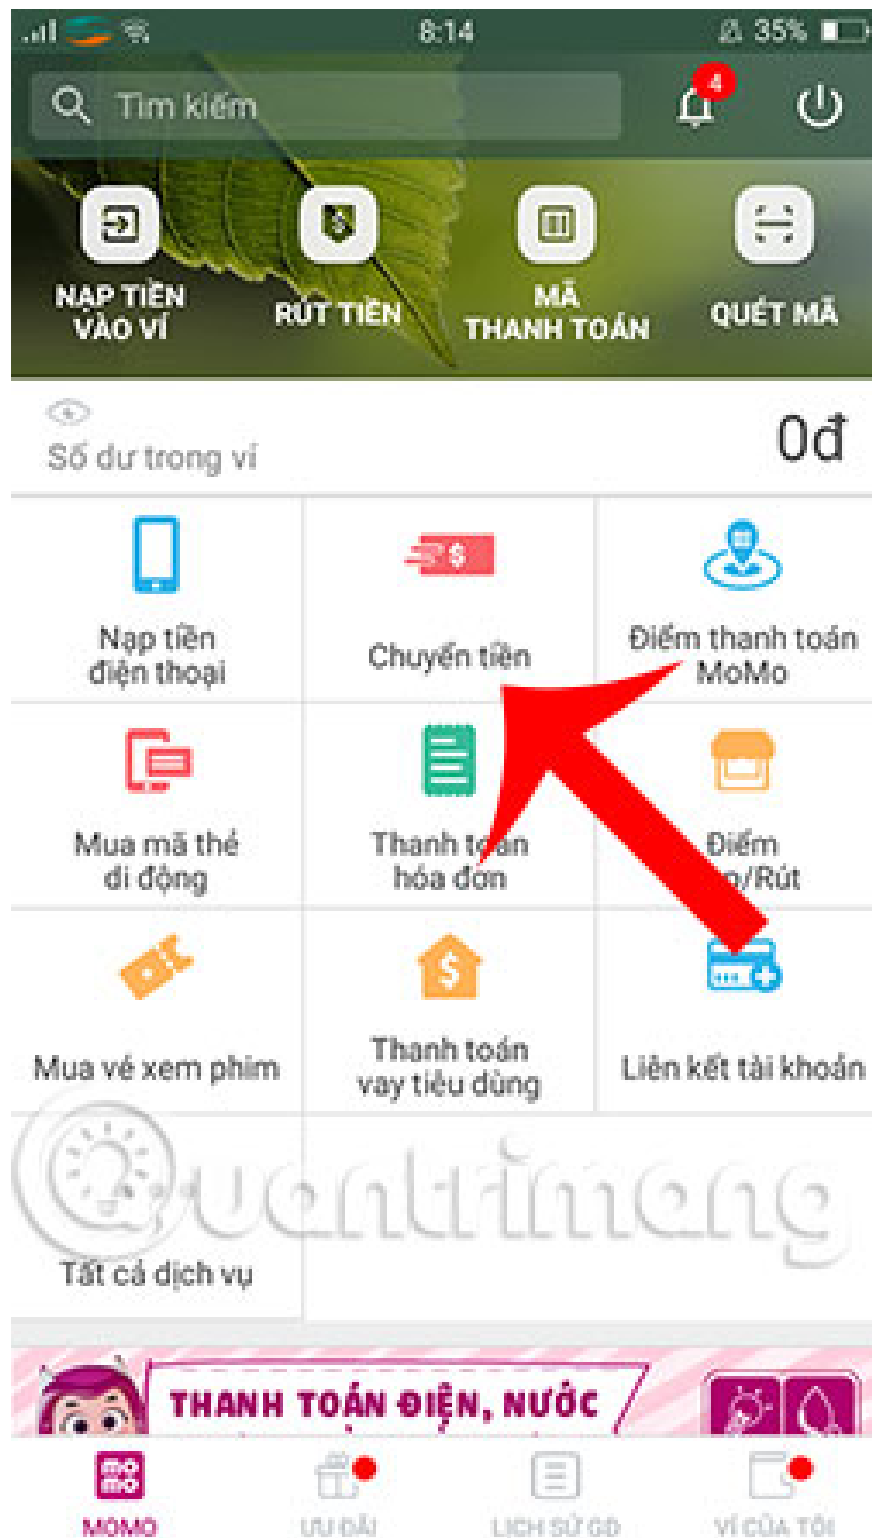 8:14
35%
Tìm kiếm
4
NẠP TIỀN
VÀO VÍ
RÚT TIỀN
MÃ
THANH TOÁN
QUÉT MÃ
Số dư trong ví
0đ
Nạp tiền
điện thoại
Chuyển tiền
Điểm thanh toán
MoMo
Mua mã thẻ
di động
Thanh toán
hóa đơn
Điểm
/Rút
Mua vé xem phim
Thanh toán
vay tiêu dùng
Liên kết tài khoản
Quantrimang
Tất cả dịch vụ
THANH TOÁN ĐIỆN, NƯỚC
mo
mo
MOMO
ƯU ĐÃI
LỊCH SỬ GD
VÍ CỦA TÔI